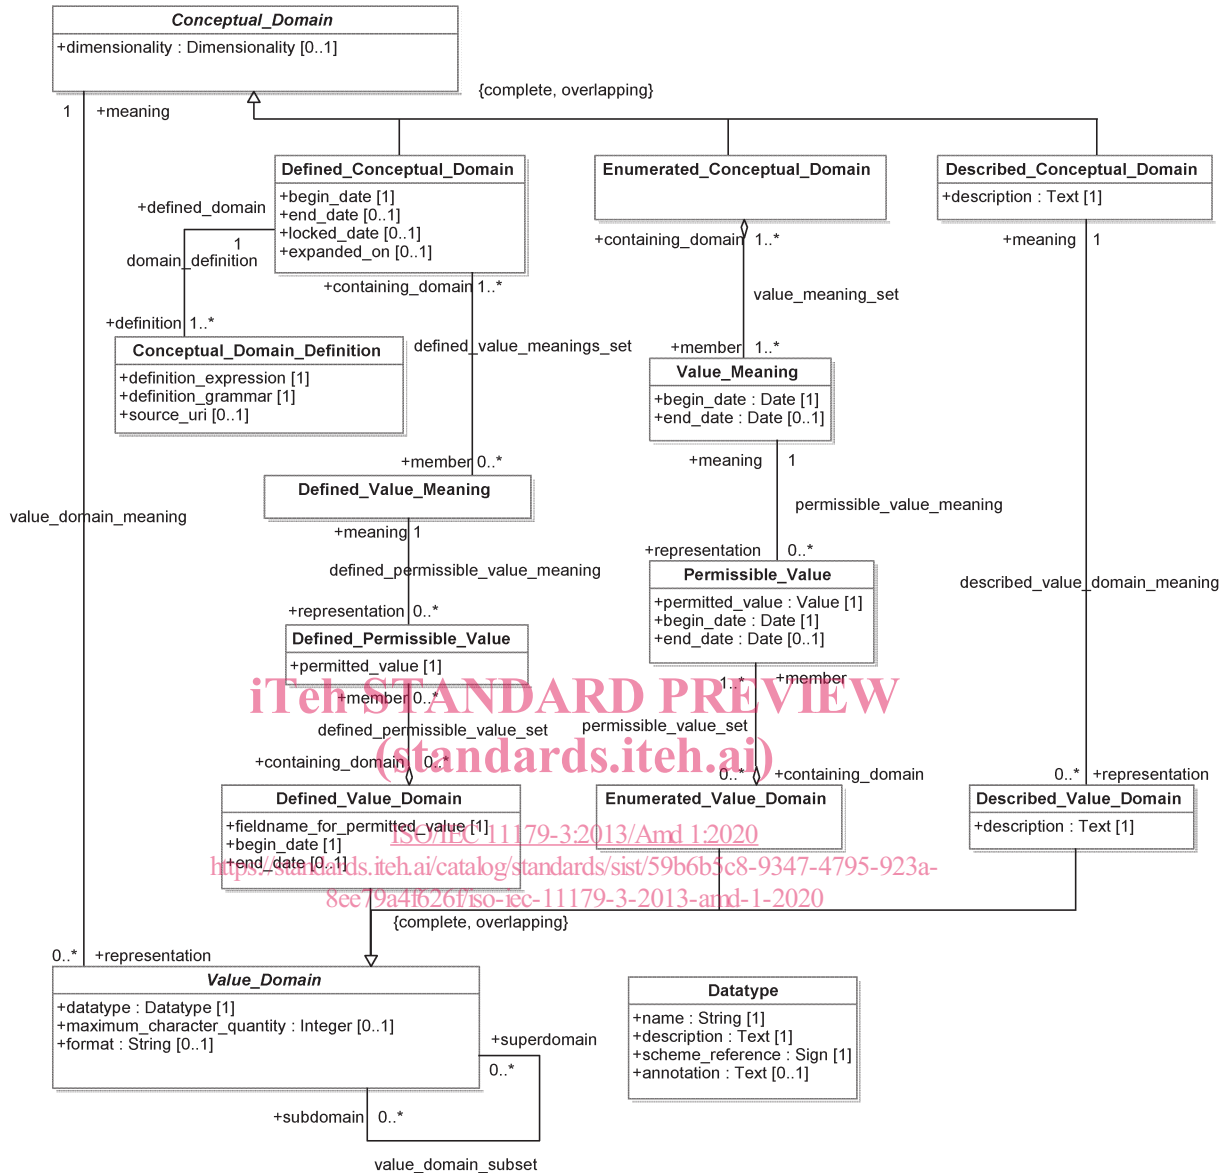 Conceptual_Domain
+dimensionality : Dimensionality [0..1]
{complete, overlapping}
1
+meaning
Defined_Conceptual_Domain
+begin_date [1]
+end_date [0..1]
+locked_date [0..1]
+expanded_on [0..1]
Enumerated_Conceptual_Domain
Described_Conceptual_Domain
+description : Text [1]
+defined_domain
1
domain_definition
+containing_domain 1..*
+containing_domain 1..*
+meaning 1
value_meaning_set
+definition 1..*
Conceptual_Domain_Definition
+definition_expression [1]
+definition_grammar [1]
+source_uri [0..1]
defined_value_meanings_set
+member 1..*
Value_Meaning
+begin_date : Date [1]
+end_date : Date [0..1]
+member 0..*
+meaning 1
Defined_Value_Meaning
value_domain_meaning
permissible_value_meaning
+meaning 1
defined_permissible_value_meaning
+representation 0..*
+representation 0..*
Permissible_Value
+permitted_value : Value [1]
+begin_date : Date [1]
+end_date : Date [0..1]
described_value_domain_meaning
Defined_Permissible_Value
+permitted_value [1]
iTeh STANDARD PREVIEW
+member 0..*
1..* +member
defined_permissible_value_set
permissible_value_set
(standards.iteh.ai)
+containing_domain 0..*
0..* +containing_domain
0..* +representation
Defined_Value_Domain
+fieldname_for_permitted_value [1]
+begin_date [1]
+end_date [0..1]
Enumerated_Value_Domain
Described_Value_Domain
+description : Text [1]
ISO/IEC 11179-3:2013/Amd 1:2020
https://standards.iteh.ai/catalog/standards/sist/59b6b5c8-9347-4795-923a-
8ee79a4f626f/iso-iec-11179-3-2013-amd-1-2020
{complete, overlapping}
0..* +representation
Value_Domain
+datatype : Datatype [1]
+maximum_character_quantity : Integer [0..1]
+format : String [0..1]
+superdomain
0..*
+subdomain 0..*
value_domain_subset
Datatype
+name : String [1]
+description : Text [1]
+scheme_reference : Sign [1]
+annotation : Text [0..1]